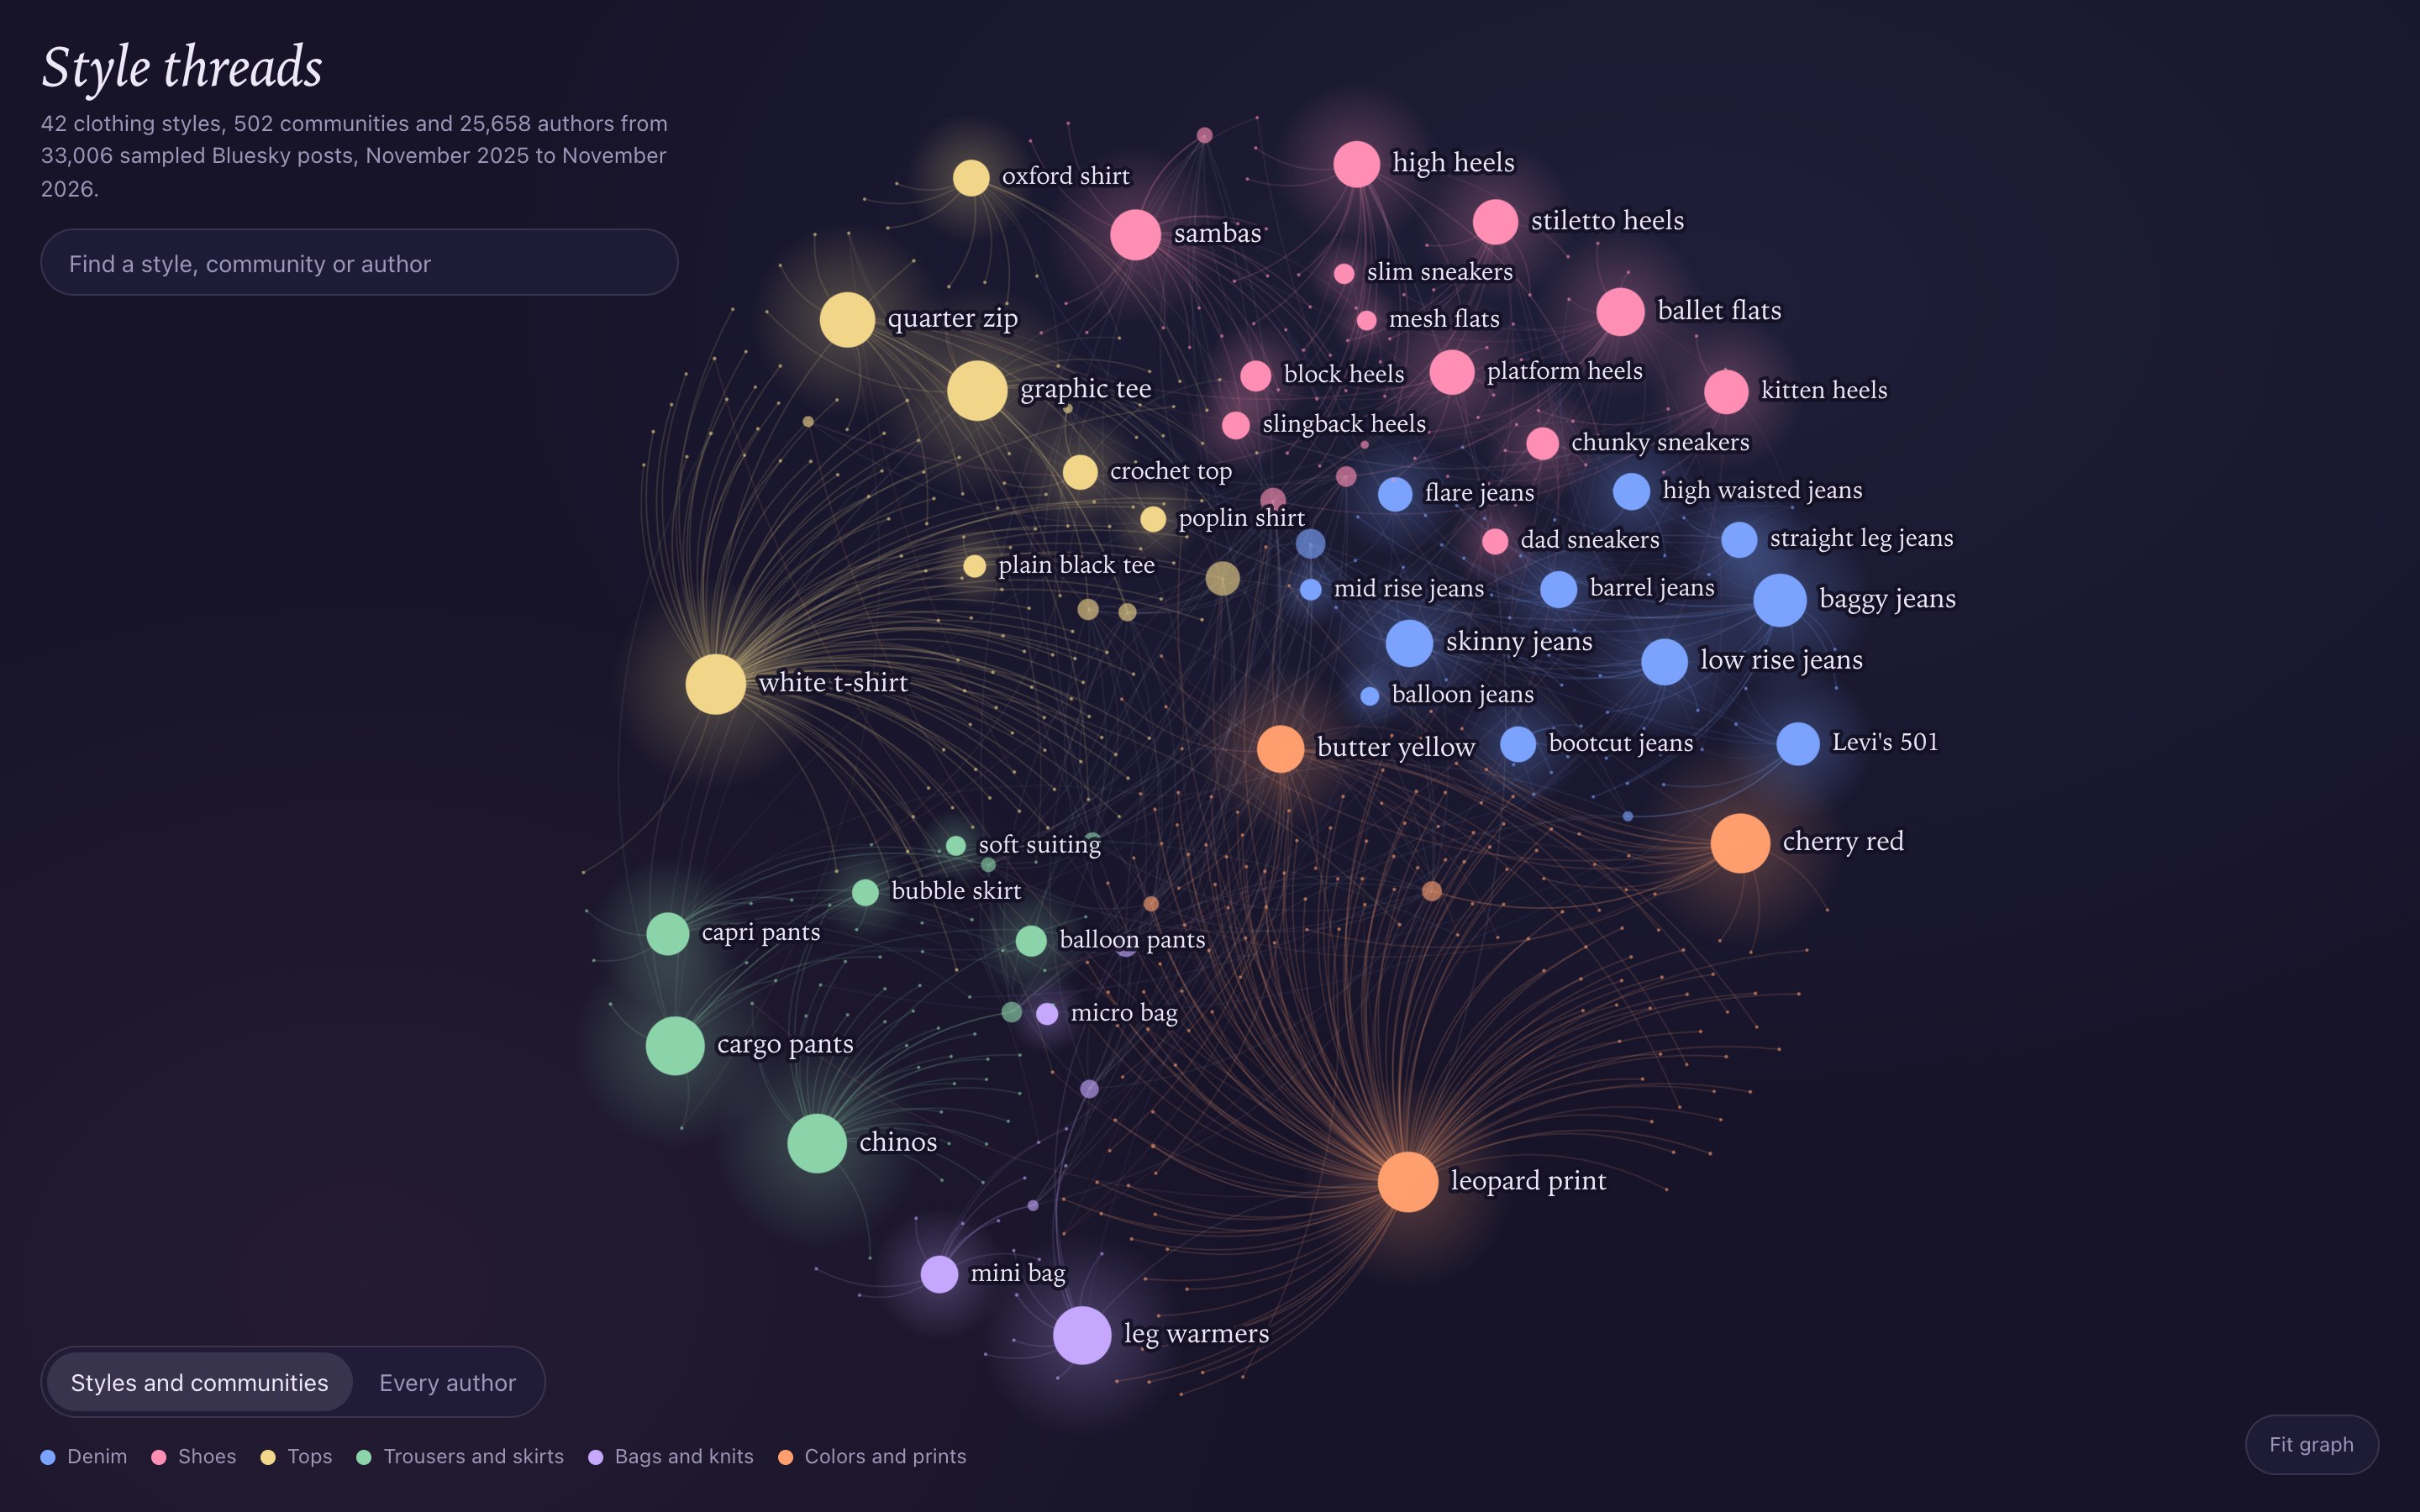 Style threads
42 clothing styles, 502 communities and 25,658 authors from
33,006 sampled Bluesky posts, November 2025 to November
2026.
Find a style, community or author
oxford shirt
high heels
sambas
stiletto heels
slim sneakers
ballet flats
quarter zip
mesh flats
graphic tee
block heels
platform heels
kitten heels
slingback heels
chunky sneakers
crochet top
flare jeans
high waisted jeans
poplin shirt
dad sneakers
straight leg jeans
plain black tee
mid rise jeans
barrel jeans
baggy jeans
skinny jeans
low rise jeans
white t-shirt
balloon jeans
butter yellow
bootcut jeans
Levi's 501
soft suiting
cherry red
bubble skirt
capri pants
balloon pants
micro bag
cargo pants
chinos
leopard print
mini bag
leg warmers
Styles and communities
Every author
Denim
Shoes
Tops
Trousers and skirts
Bags and knits
Colors and prints
Fit graph